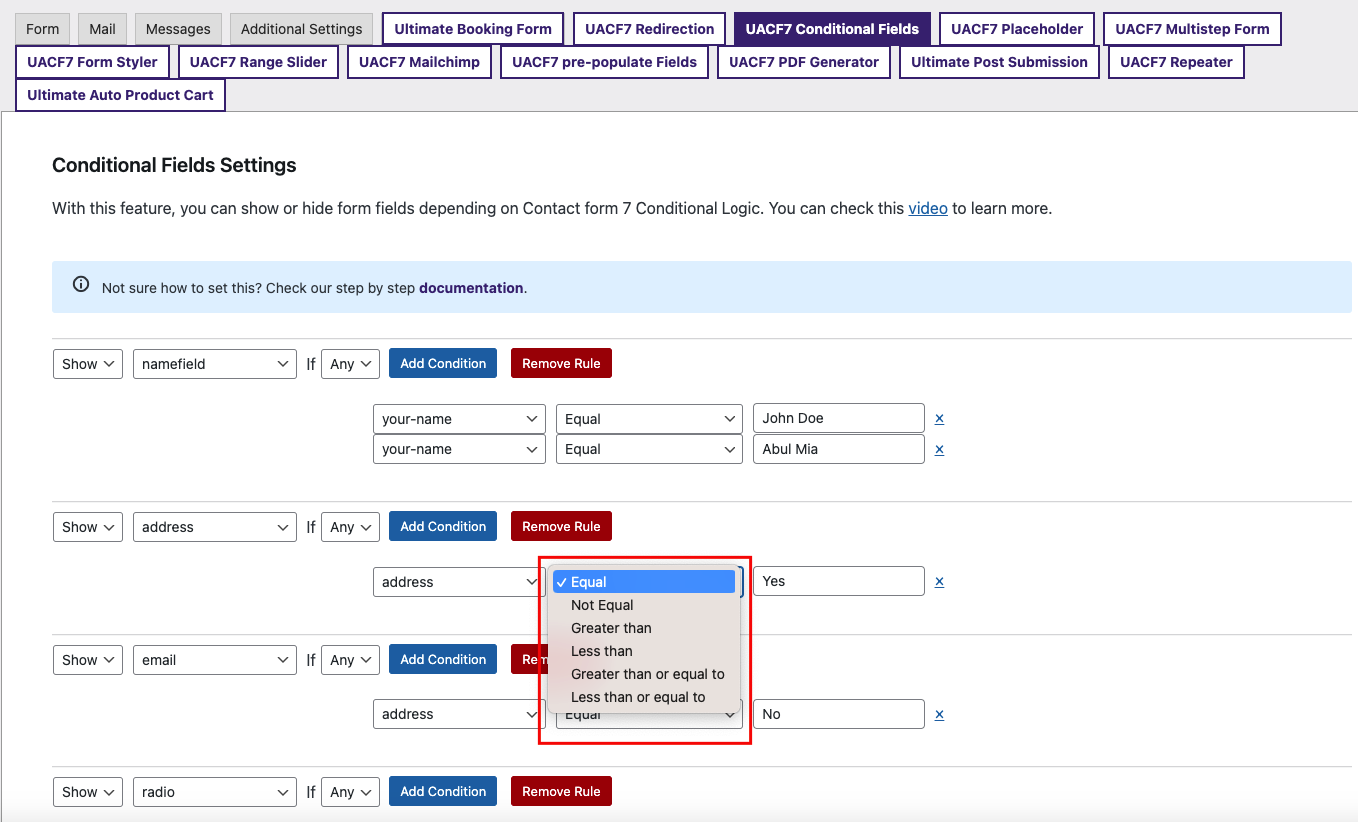 Form Mail Messages Additional Settings Ultimate Booking Form UACF7 Redirection UACF7 Conditional Fields UACF7 Placeholder UACF7 Multistep Form
UACF7 Form Styler UACF7 Range Slider UACF7 Mailchimp UACF7 pre-populate Fields UACF7 PDF Generator Ultimate Post Submission UACF7 Repeater
Ultimate Auto Product Cart
Conditional Fields Settings
With this feature, you can show or hide form fields depending on Contact form 7 Conditional Logic. You can check this video to learn more.
Not sure how to set this? Check our step by step documentation.
Show namefield If Any Add Condition Remove Rule
your-name Equal John Doe x
your-name Equal Abul Mia x
Show address If Any Add Condition Remove Rule
address ✓ Equal Yes x
Not Equal
Greater than
Less than
Show email If Any Add Condition Rem
Greater than or equal to
Less than or equal to
address Equal No x
Show radio If Any Add Condition Remove Rule